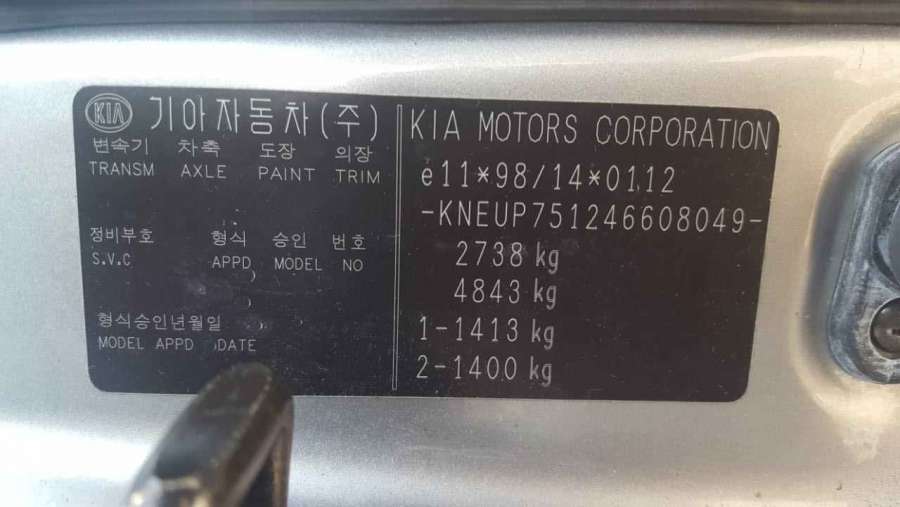 KIA 기아자동차(주)
변속기 차축 도장 의장
TRANSM AXLE PAINT TRIM
정비부호 형식 승인 번호
S.V.C APPD MODEL NO
형식승인년월일
MODEL APPD DATE
KIA MOTORS CORPORATION
e11*98/14*0112
-KNEUP751246608049-
2738 kg
4843 kg
1-1413 kg
2-1400 kg